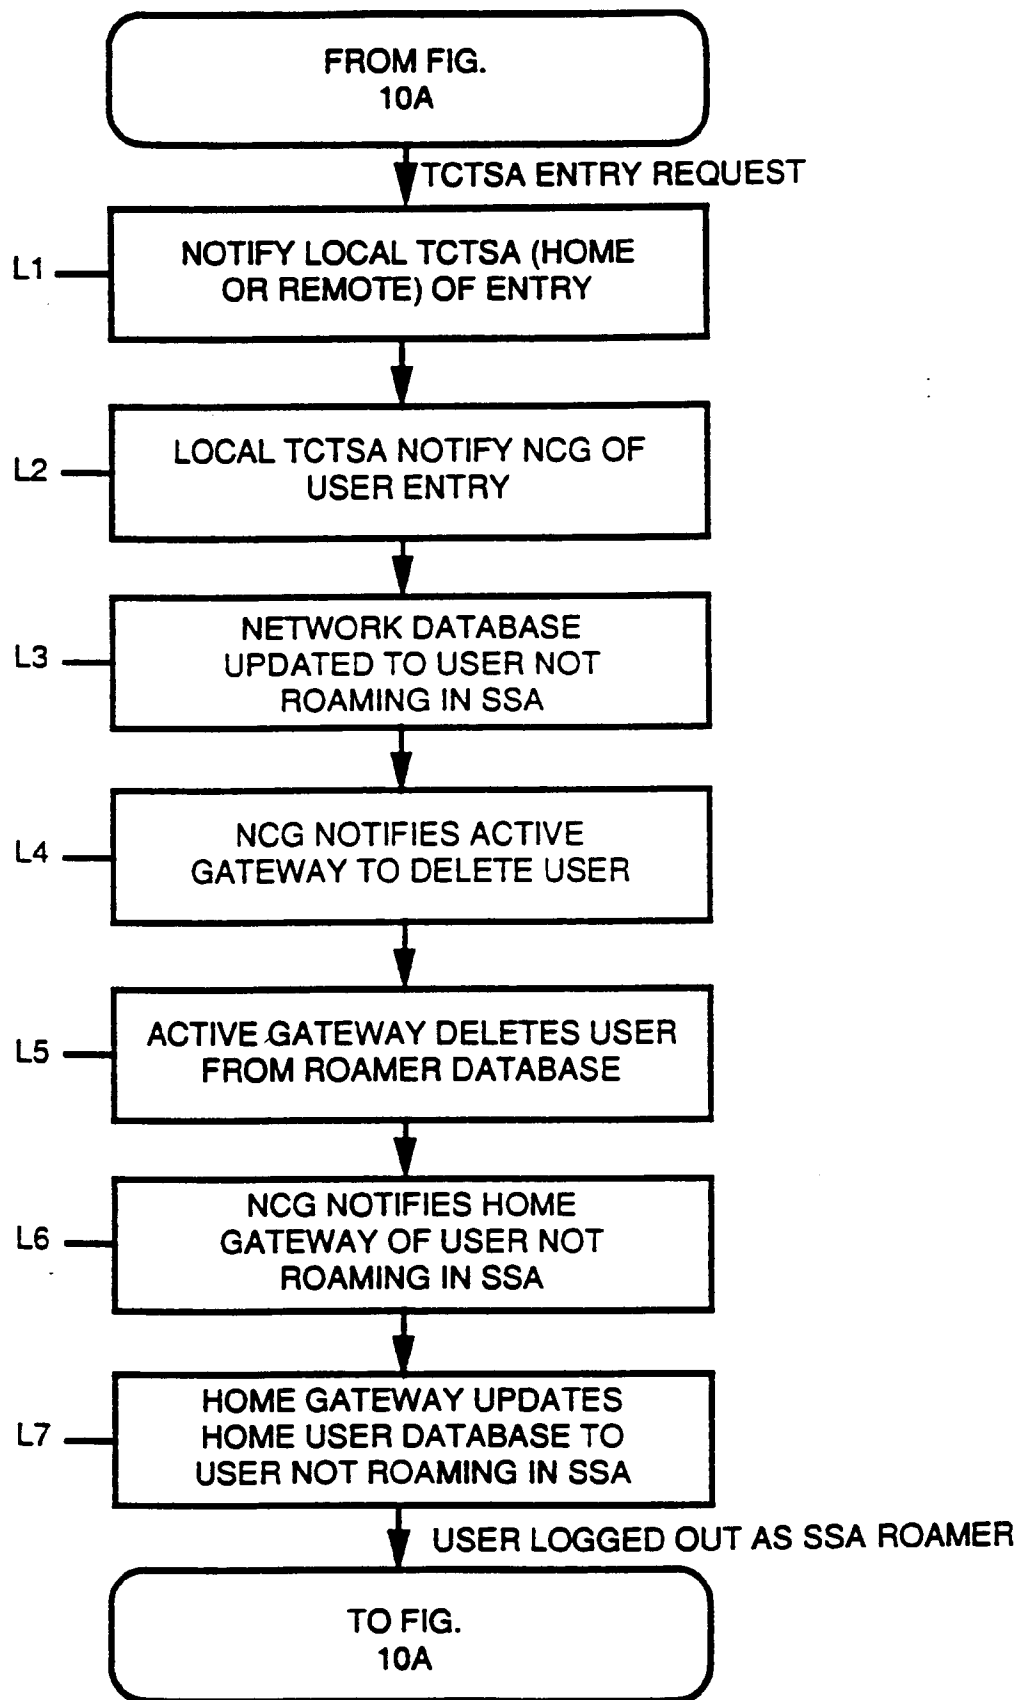 FROM FIG.
10A
TCTSA ENTRY REQUEST
L1
NOTIFY LOCAL TCTSA (HOME
OR REMOTE) OF ENTRY
L2
LOCAL TCTSA NOTIFY NCG OF
USER ENTRY
L3
NETWORK DATABASE
UPDATED TO USER NOT
ROAMING IN SSA
L4
NCG NOTIFIES ACTIVE
GATEWAY TO DELETE USER
L5
ACTIVE GATEWAY DELETES USER
FROM ROAMER DATABASE
L6
NCG NOTIFIES HOME
GATEWAY OF USER NOT
ROAMING IN SSA
L7
HOME GATEWAY UPDATES
HOME USER DATABASE TO
USER NOT ROAMING IN SSA
USER LOGGED OUT AS SSA ROAMER
TO FIG.
10A